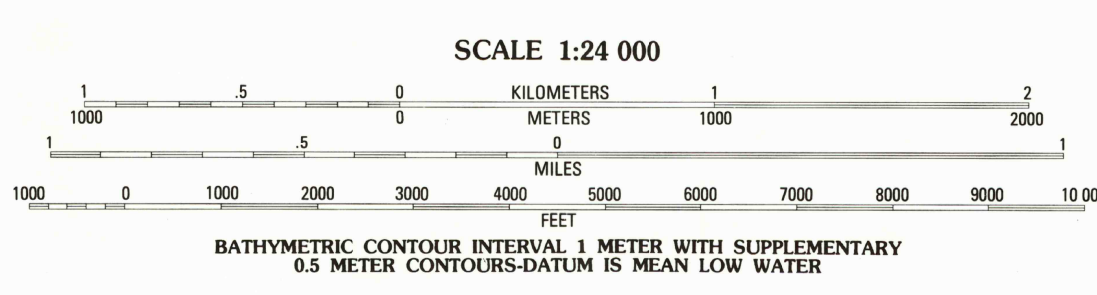 SCALE 1:24 000
1 .5 0 KILOMETERS 1 2
1000 0 METERS 1000 2000
1 .5 0 1
MILES
1000 0 1000 2000 3000 4000 5000 6000 7000 8000 9000 10 00
FEET
BATHYMETRIC CONTOUR INTERVAL 1 METER WITH SUPPLEMENTARY
0.5 METER CONTOURS-DATUM IS MEAN LOW WATER